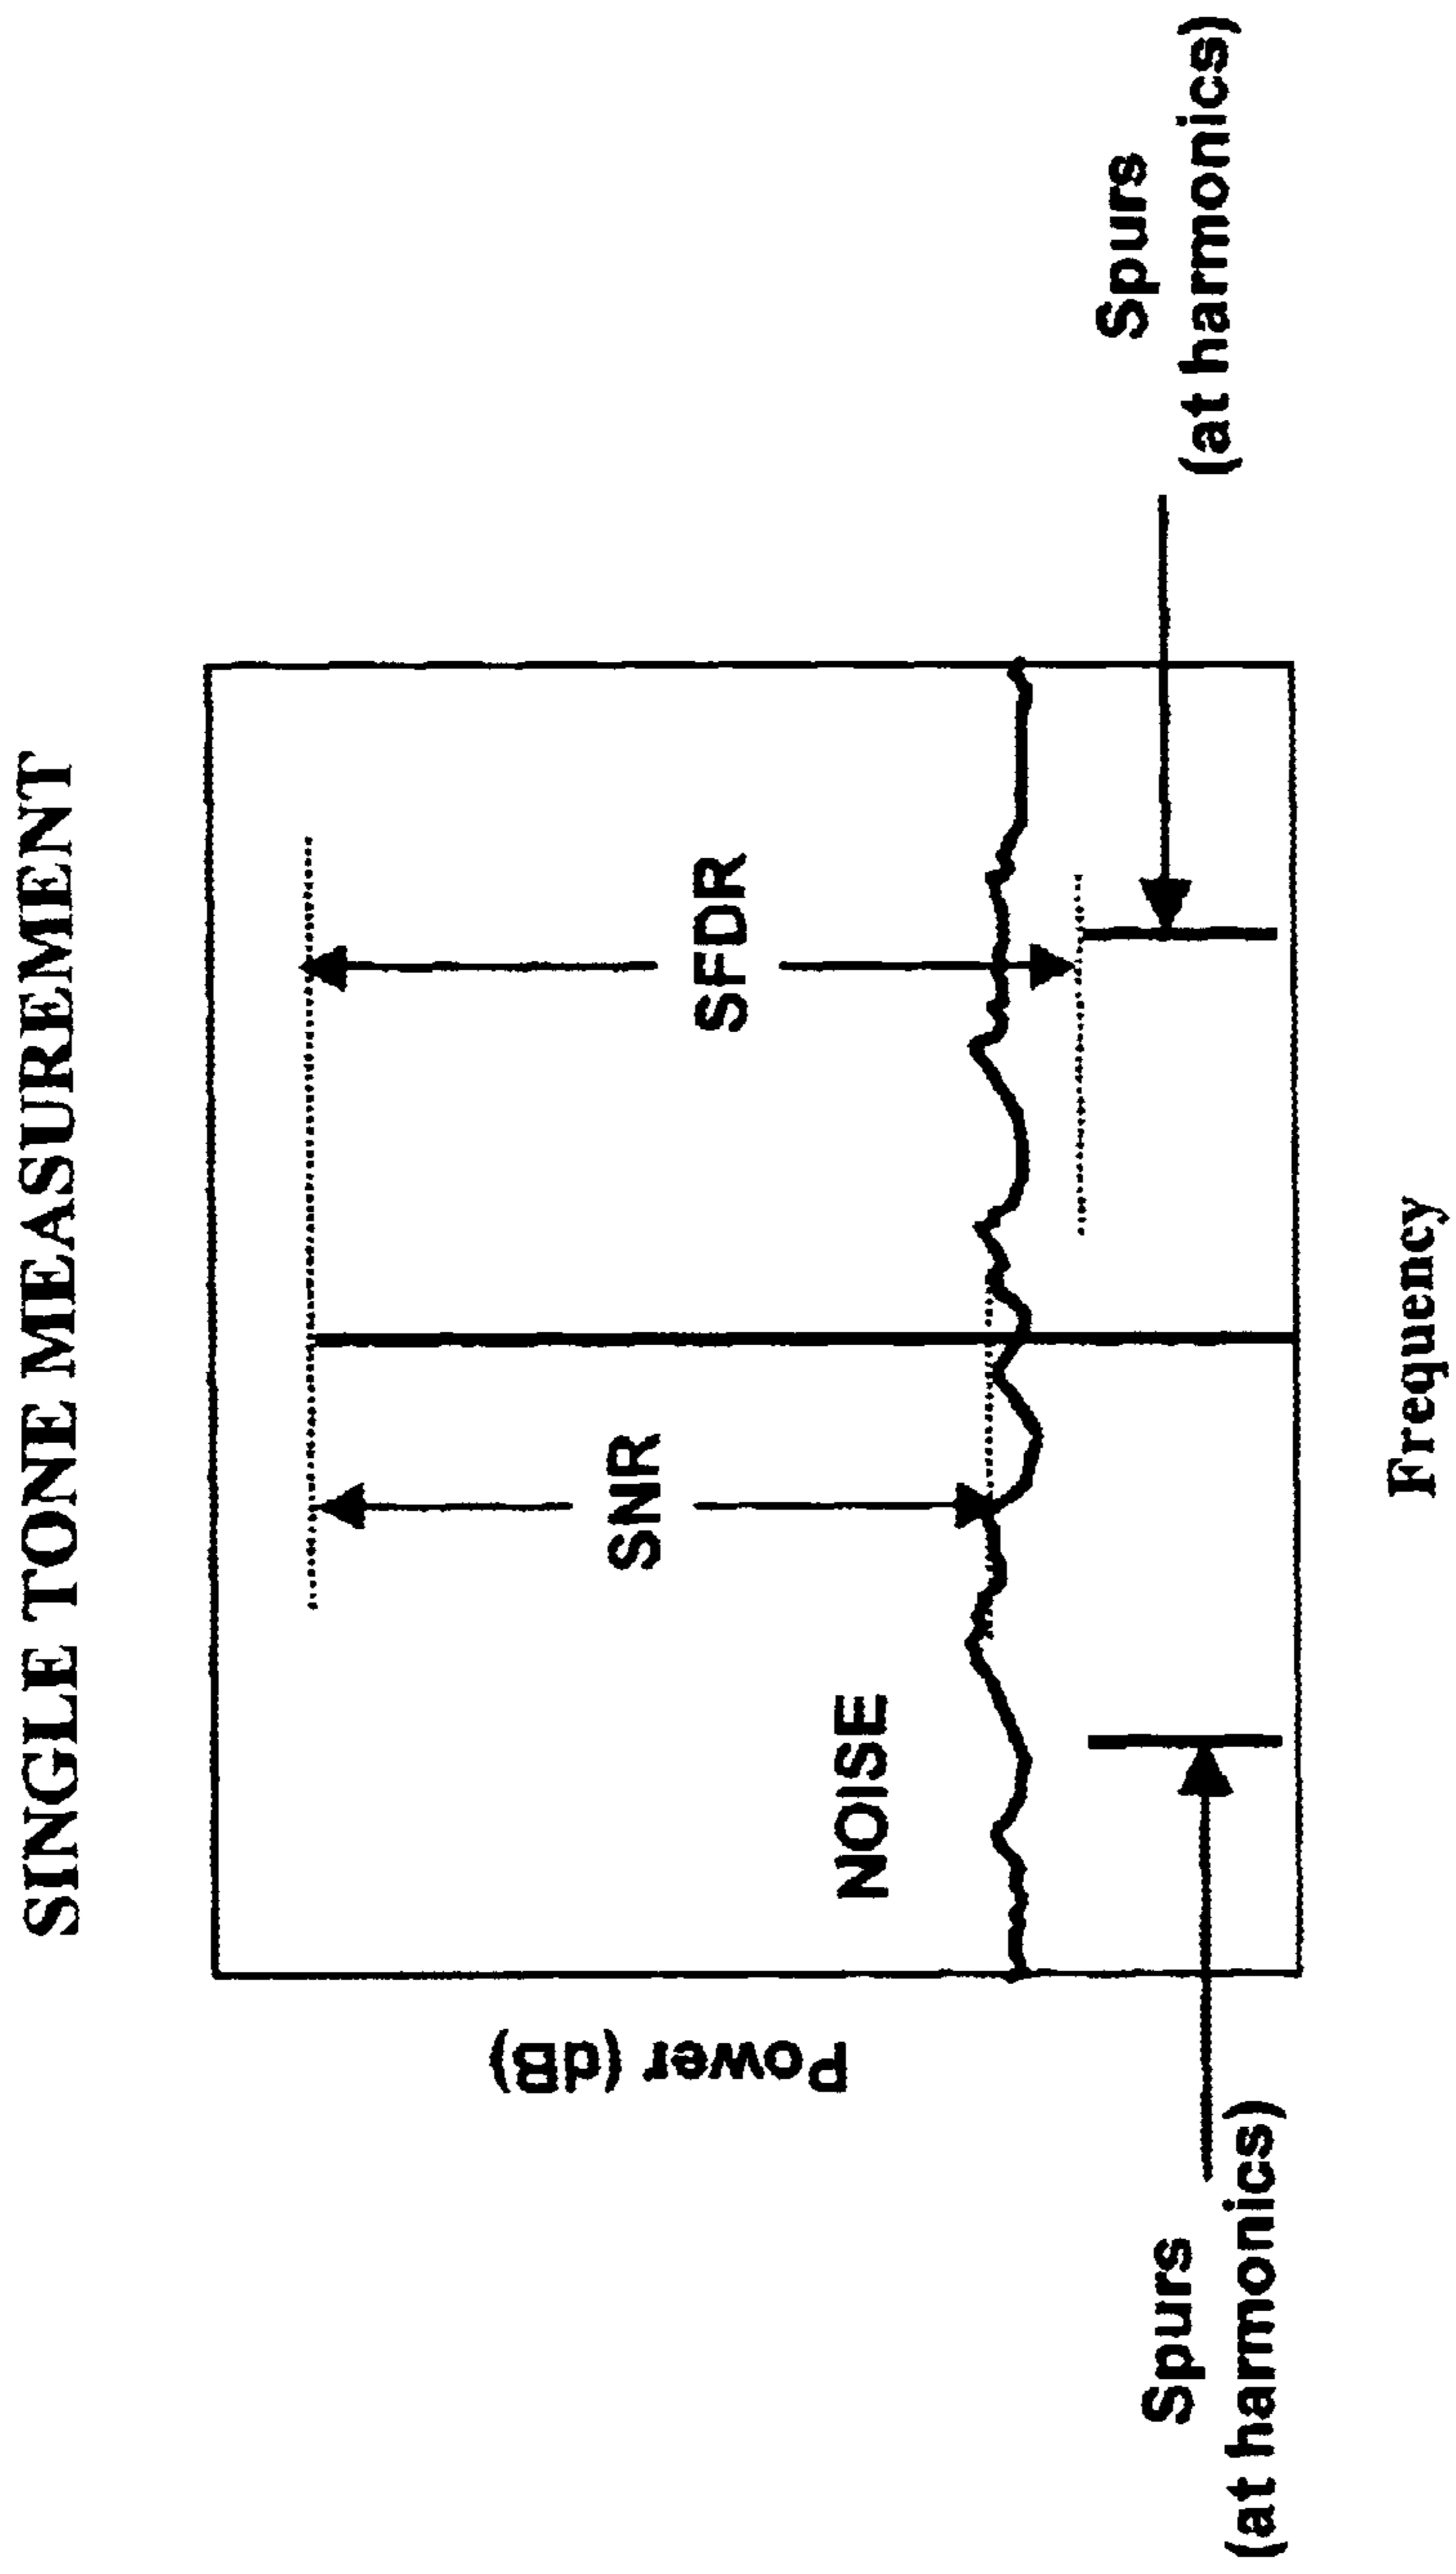 SINGLE TONE MEASUREMENT
Power (dB)
SNR
SFDR
NOISE
Spurs
(at harmonics)
Spurs
(at harmonics)
Frequency